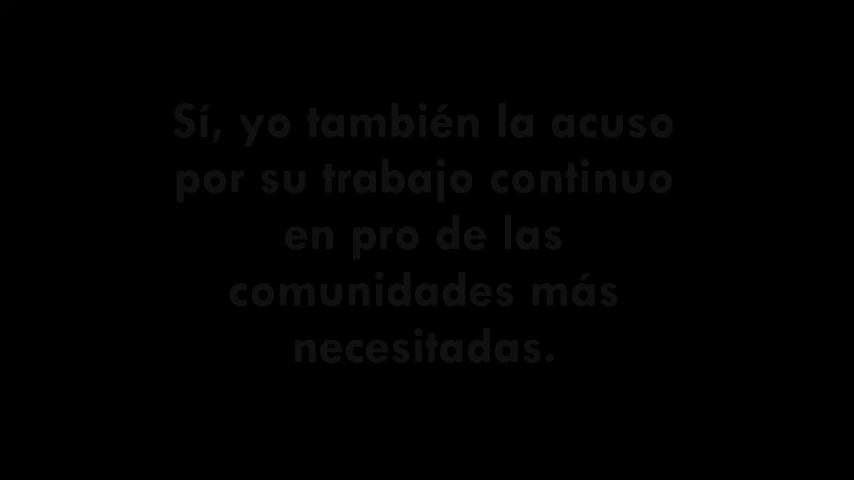 Sí, yo también la acuso
por su trabajo continuo
en pro de las
comunidades más
necesitadas.